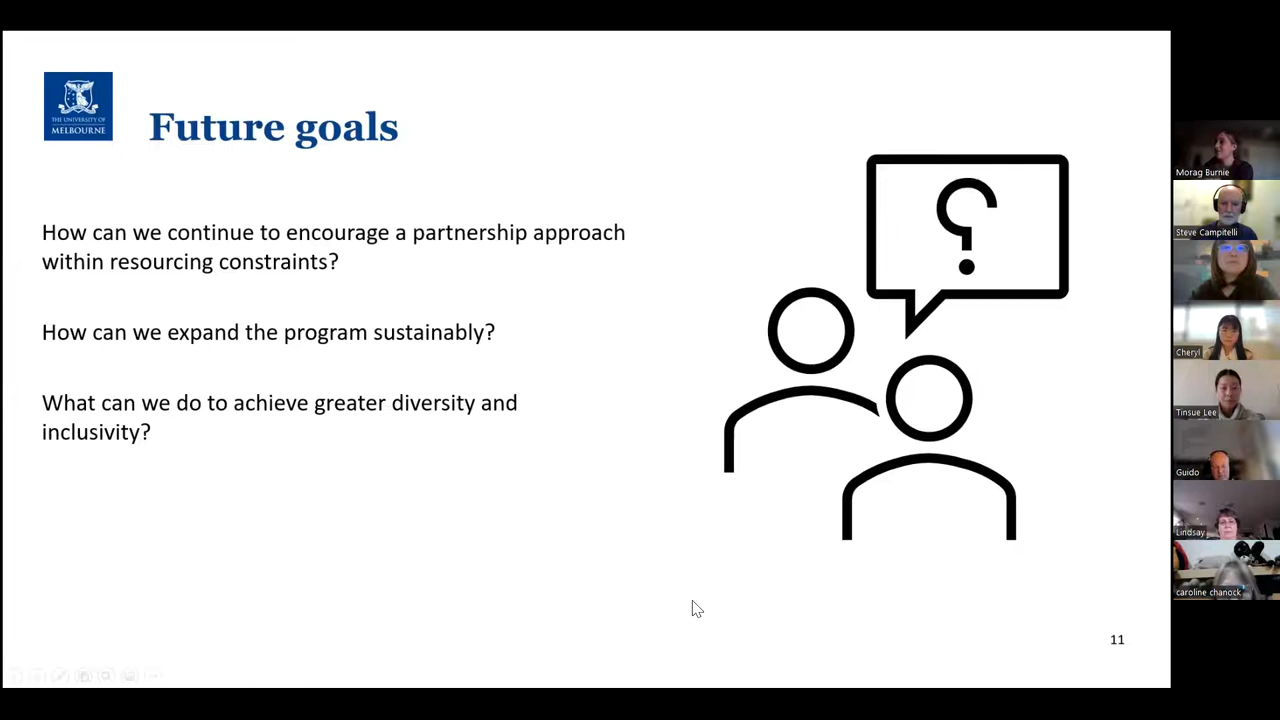 THE UNIVERSITY OF
MELBOURNE
Future goals
How can we continue to encourage a partnership approach
within resourcing constraints?
How can we expand the program sustainably?
What can we do to achieve greater diversity and
inclusivity?
?
11
Morag Burnie
Steve Campitelli
Cheryl
Tinsue Lee
Guido
Lindsay
caroline chanock